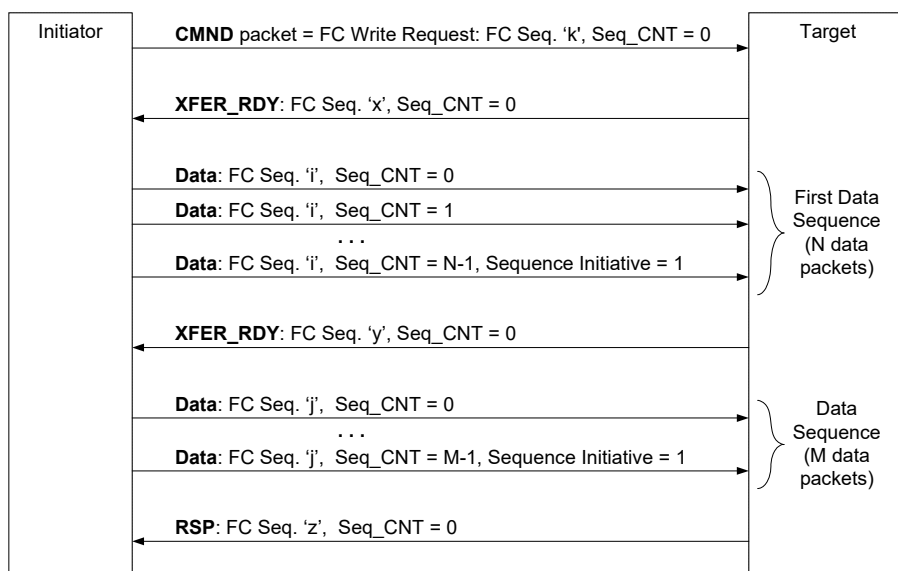 Initiator
Target
CMND packet = FC Write Request: FC Seq. ‘k’, Seq_CNT = 0
XFER_RDY: FC Seq. ‘x’, Seq_CNT = 0
Data: FC Seq. ‘i’, Seq_CNT = 0
Data: FC Seq. ‘i’, Seq_CNT = 1
. . .
Data: FC Seq. ‘i’, Seq_CNT = N-1, Sequence Initiative = 1
First Data
Sequence
(N data
packets)
XFER_RDY: FC Seq. ‘y’, Seq_CNT = 0
Data: FC Seq. ‘j’, Seq_CNT = 0
. . .
Data: FC Seq. ‘j’, Seq_CNT = M-1, Sequence Initiative = 1
Data
Sequence
(M data
packets)
RSP: FC Seq. ‘z’, Seq_CNT = 0